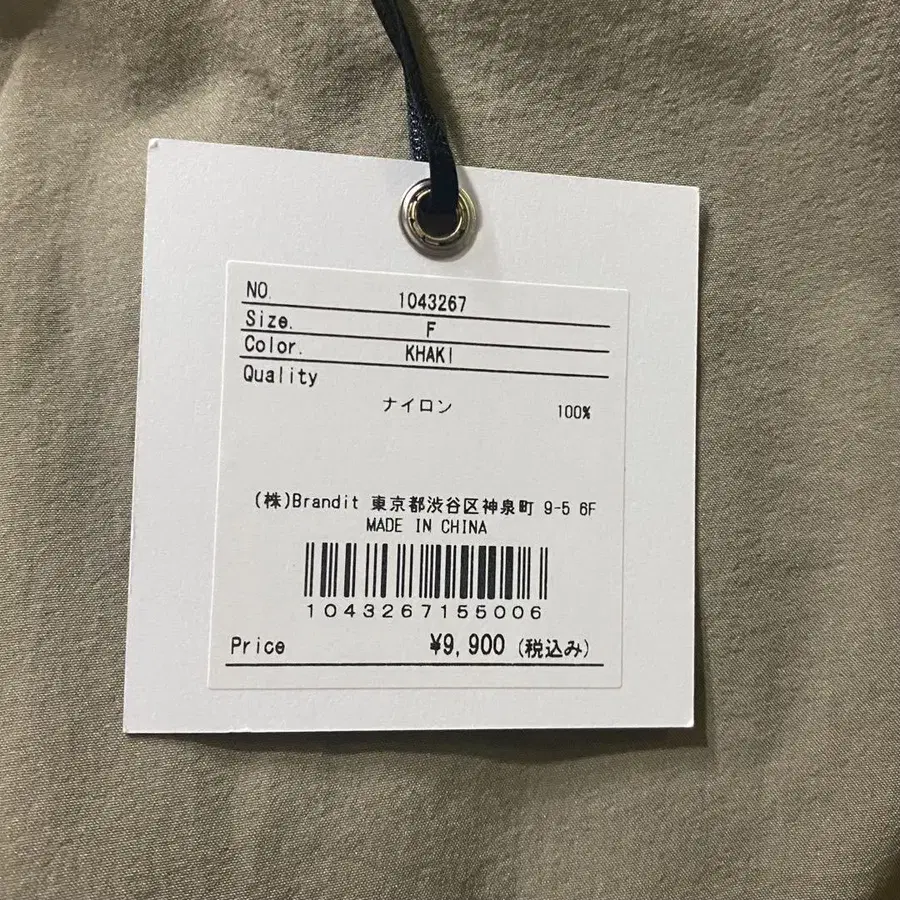 NO. 1043267
Size. F
Color. KHAKI
Quality
ナイロン 100%
(株)Brandit 東京都渋谷区神泉町 9-5 6F
MADE IN CHINA
1043267155006
Price ¥9,900 (税込み)